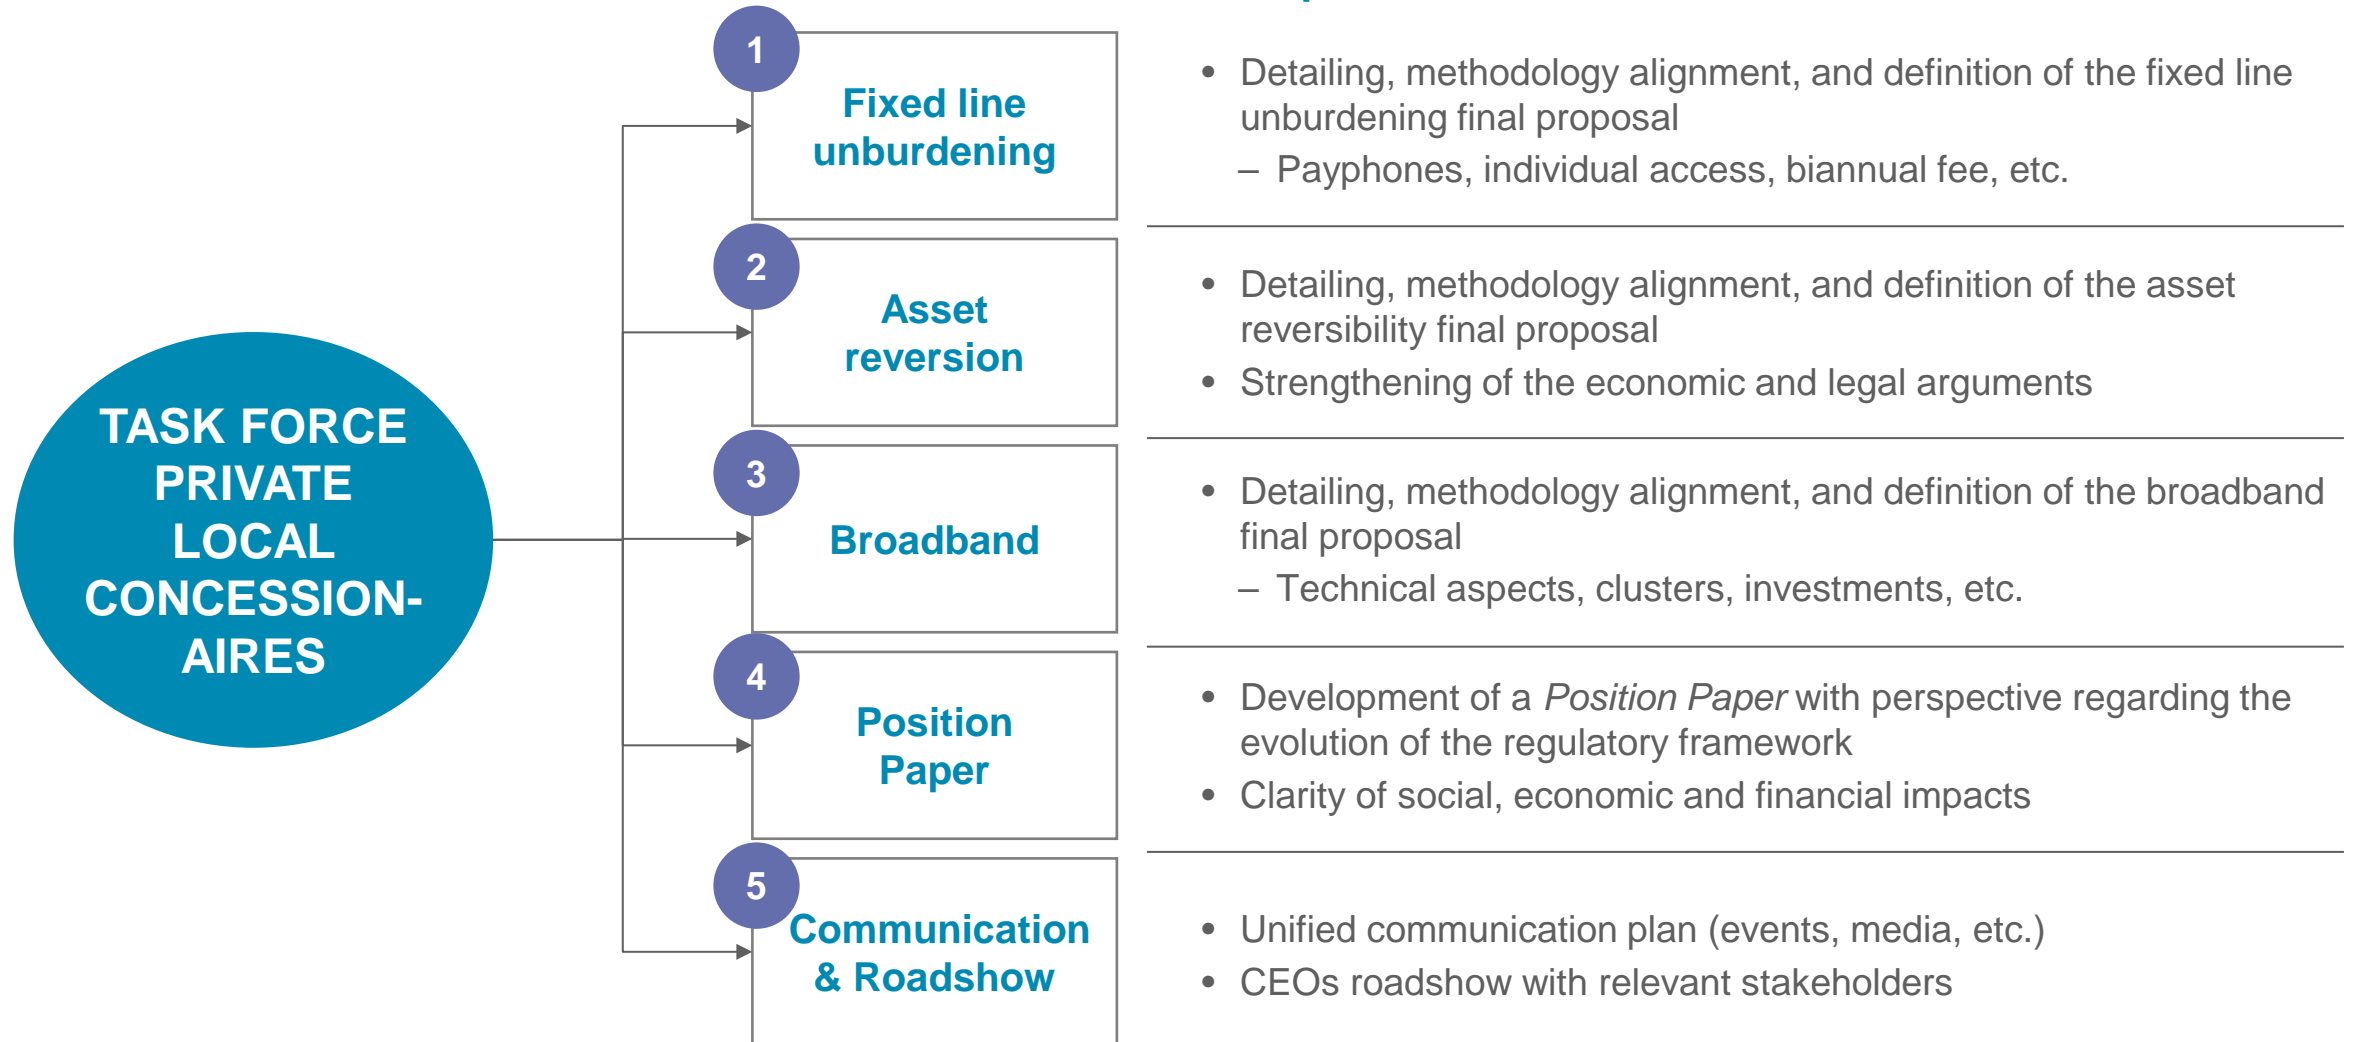 TASK FORCE
PRIVATE
LOCAL
CONCESSION-
AIRES
1
Fixed line
unburdening
• Detailing, methodology alignment, and definition of the fixed line
unburdening final proposal
– Payphones, individual access, biannual fee, etc.
2
Asset
reversion
• Detailing, methodology alignment, and definition of the asset
reversibility final proposal
• Strengthening of the economic and legal arguments
3
Broadband
• Detailing, methodology alignment, and definition of the broadband
final proposal
– Technical aspects, clusters, investments, etc.
4
Position
Paper
• Development of a Position Paper with perspective regarding the
evolution of the regulatory framework
• Clarity of social, economic and financial impacts
5
Communication
& Roadshow
• Unified communication plan (events, media, etc.)
• CEOs roadshow with relevant stakeholders